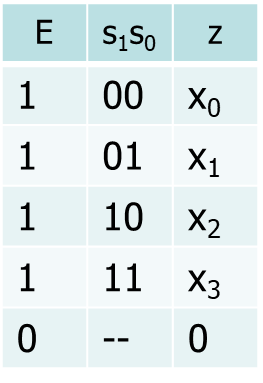 E s₁s₀ z
1 00 x₀
1 01 x₁
1 10 x₂
1 11 x₃
0 -- 0